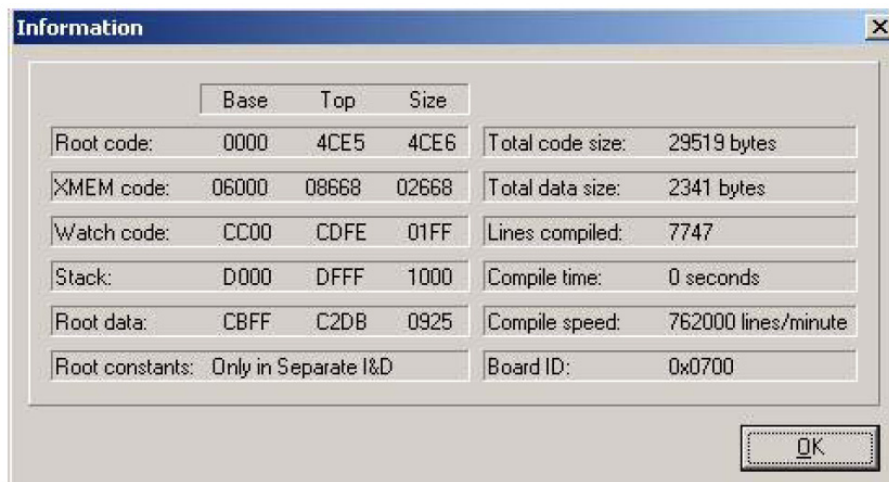 Information
Base Top Size
Root code: 0000 4CE5 4CE6 Total code size: 29519 bytes
XMEM code: 06000 08668 02668 Total data size: 2341 bytes
Watch code: CC00 CDFE 01FF Lines compiled: 7747
Stack: D000 DFFF 1000 Compile time: 0 seconds
Root data: CBFF C2DB 0925 Compile speed: 762000 lines/minute
Root constants: Only in Separate I&D Board ID: 0x0700
OK